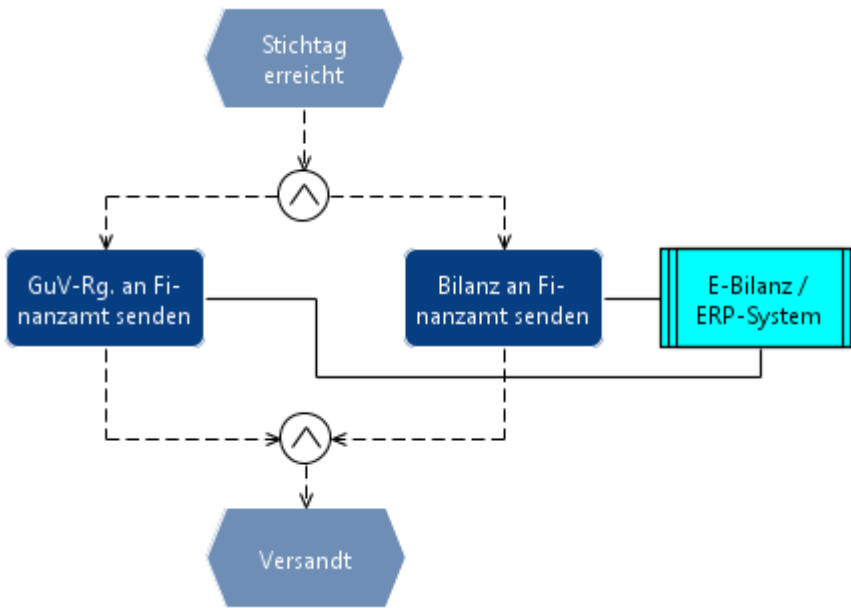 Stichtag
erreicht
GuV-Rg. an Fi-
nanzamt senden
Bilanz an Fi-
nanzamt senden
E-Bilanz /
ERP-System
Versandt